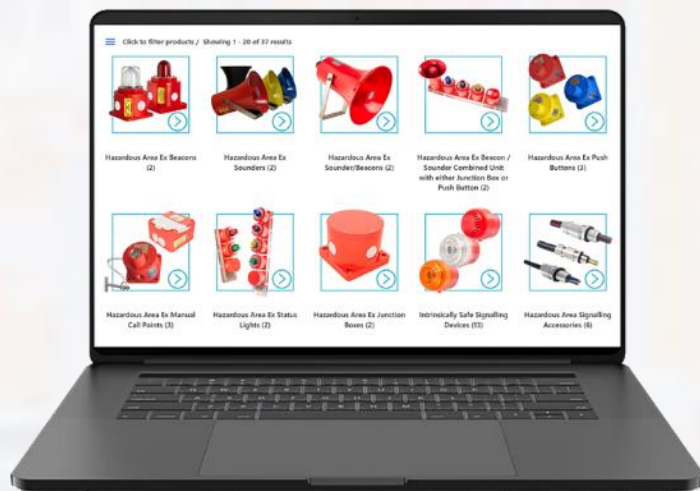 Click to filter products / Showing 1 - 20 of 37 results
Hazardous Area Ex Beacons
(2)
Hazardous Area Ex
Sounders (2)
Hazardous Area Ex
Sounder/Beacons (2)
Hazardous Area Ex Beacon /
Sounder Combined Unit
with either Junction Box or
Push Button (2)
Hazardous Area Ex Push
Buttons (3)
Hazardous Area Ex Manual
Call Points (3)
Hazardous Area Ex Status
Lights (2)
Hazardous Area Ex Junction
Boxes (2)
Intrinsically Safe Signalling
Devices (13)
Hazardous Area Signalling
Accessories (6)